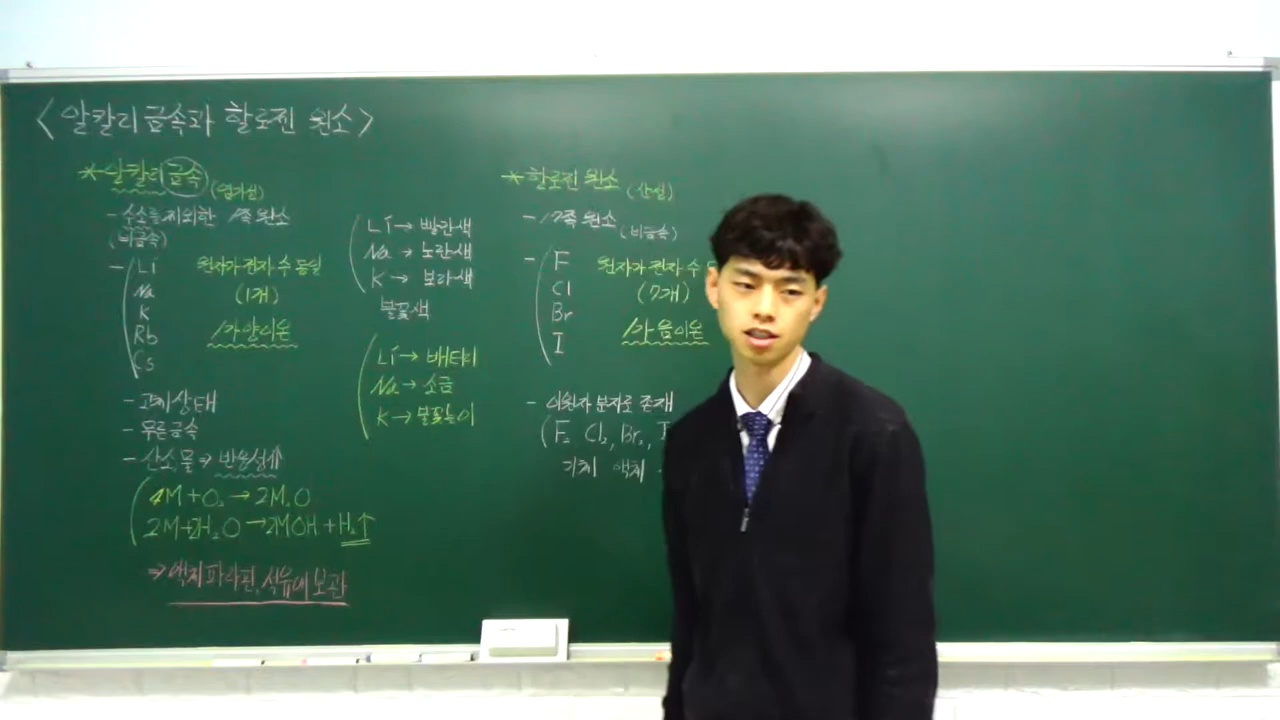 <알칼리 금속과 할로젠 원소>
*알칼리 금속 (염기성)
- 수소를 제외한 1족 원소
(비금속)
- Li 원자가 전자 수 동일
Na (1개)
K
Rb 1가 양이온
Cs
- 고체 상태
- 무른 금속
- 산소, 물 ⇒ 반응성↑
4M + O₂ → 2M₂O
2M + 2H₂O → 2MOH + H₂↑
⇒ 액체 파라핀, 석유에 보관
Li → 빨간색
Na → 노란색
K → 보라색
불꽃색
Li → 배터리
Na → 소금
K → 불꽃놀이
*할로젠 원소 (산성)
- 17족 원소 (비금속)
- F 원자가 전자 수
Cl (7개)
Br
I 1가 음이온
- 이원자 분자로 존재
(F₂ Cl₂, Br₂,
기체 액체